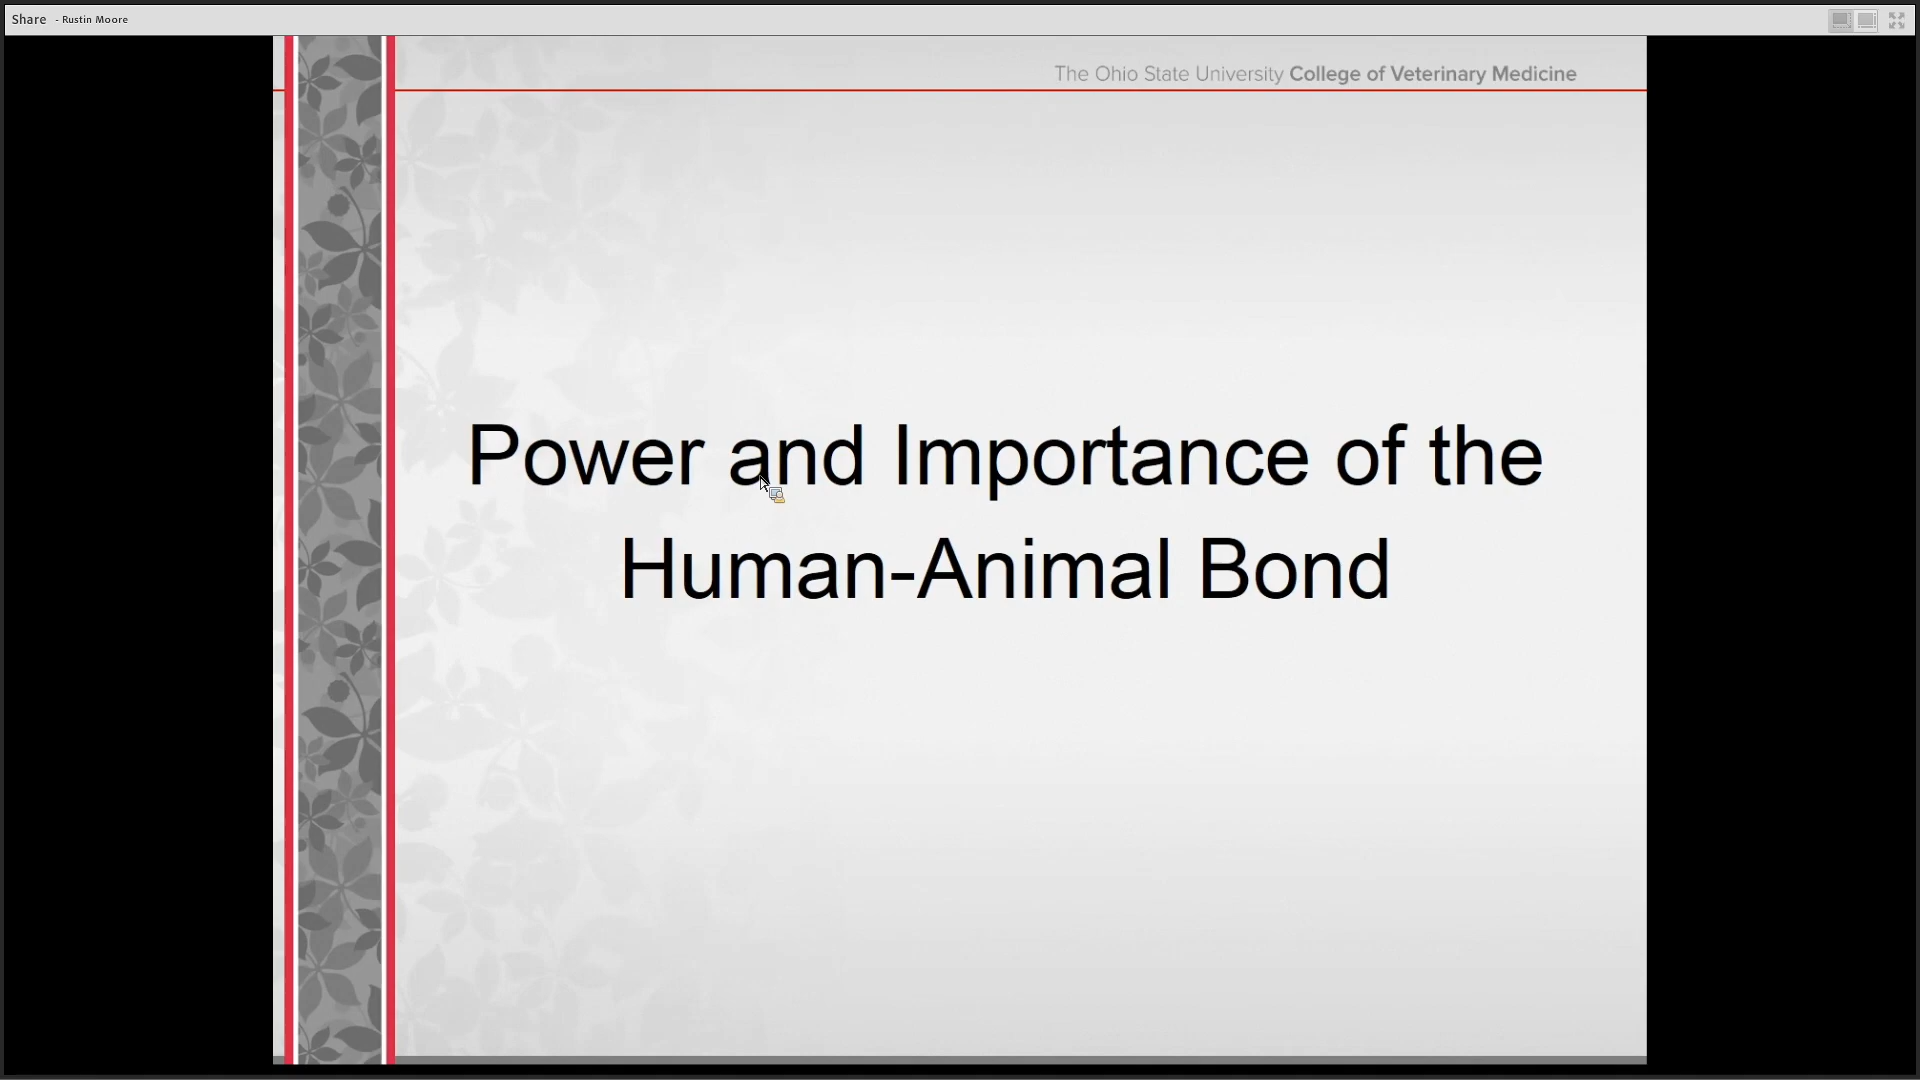 Share - Rustin Moore
The Ohio State University College of Veterinary Medicine
Power and Importance of the
Human-Animal Bond